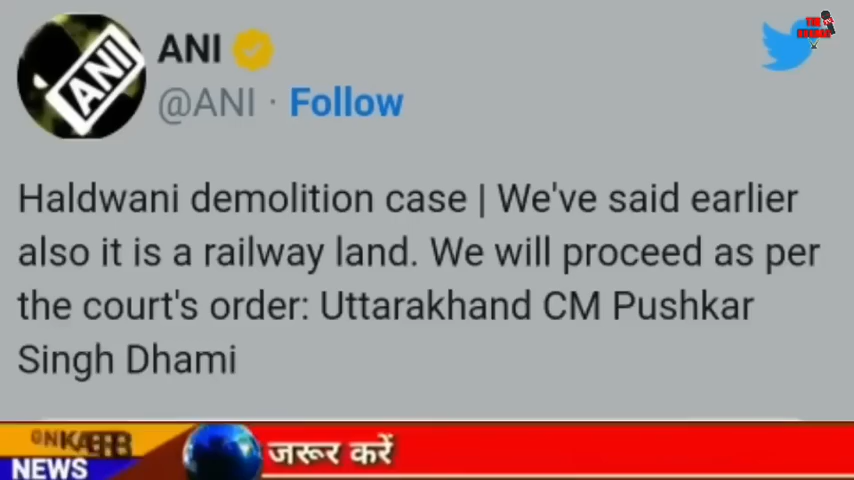 ANI
@ANI · Follow
ANI
Haldwani demolition case | We've said earlier
also it is a railway land. We will proceed as per
the court's order: Uttarakhand CM Pushkar
Singh Dhami
NEWS
जरूर करें